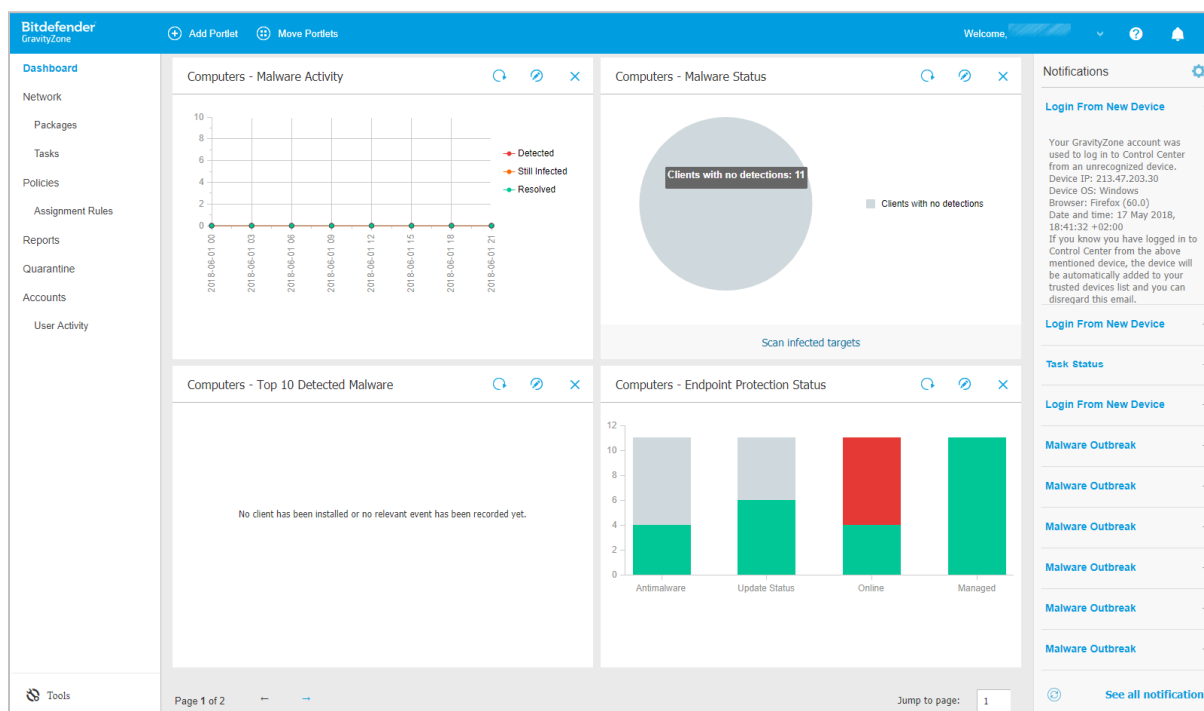 Bitdefender
GravityZone
Add Portlet
Move Portlets
Welcome,
Dashboard
Network
Packages
Tasks
Policies
Assignment Rules
Reports
Quarantine
Accounts
User Activity
Tools
Computers - Malware Activity
10
8
6
4
2
0
2018-06-01 00
2018-06-01 03
2018-06-01 06
2018-06-01 09
2018-06-01 12
2018-06-01 15
2018-06-01 18
2018-06-01 21
Detected
Still Infected
Resolved
Computers - Malware Status
Clients with no detections: 11
Clients with no detections
Scan infected targets
Computers - Top 10 Detected Malware
No client has been installed or no relevant event has been recorded yet.
Computers - Endpoint Protection Status
12
10
8
6
4
2
0
Antimalware
Update Status
Online
Managed
Page 1 of 2
Jump to page:
1
Notifications
Login From New Device
Your GravityZone account was
used to log in to Control Center
from an unrecognized device.
Device IP: 213.47.203.30
Device OS: Windows
Browser: Firefox (60.0)
Date and time: 17 May 2018,
18:41:32 +02:00
If you know you have logged in to
Control Center from the above
mentioned device, the device will
be automatically added to your
trusted devices list and you can
disregard this email.
Login From New Device
Task Status
Login From New Device
Malware Outbreak
Malware Outbreak
Malware Outbreak
Malware Outbreak
Malware Outbreak
Malware Outbreak
See all notification